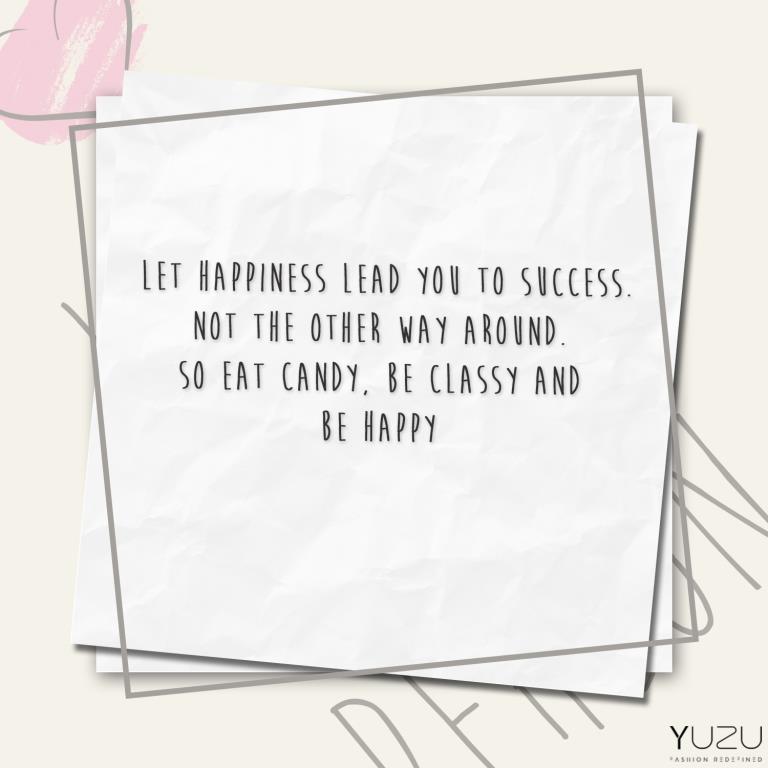 LET HAPPINESS LEAD YOU TO SUCCESS.
NOT THE OTHER WAY AROUND.
SO EAT CANDY, BE CLASSY AND
BE HAPPY
YUZU
FASHION REDEFINED